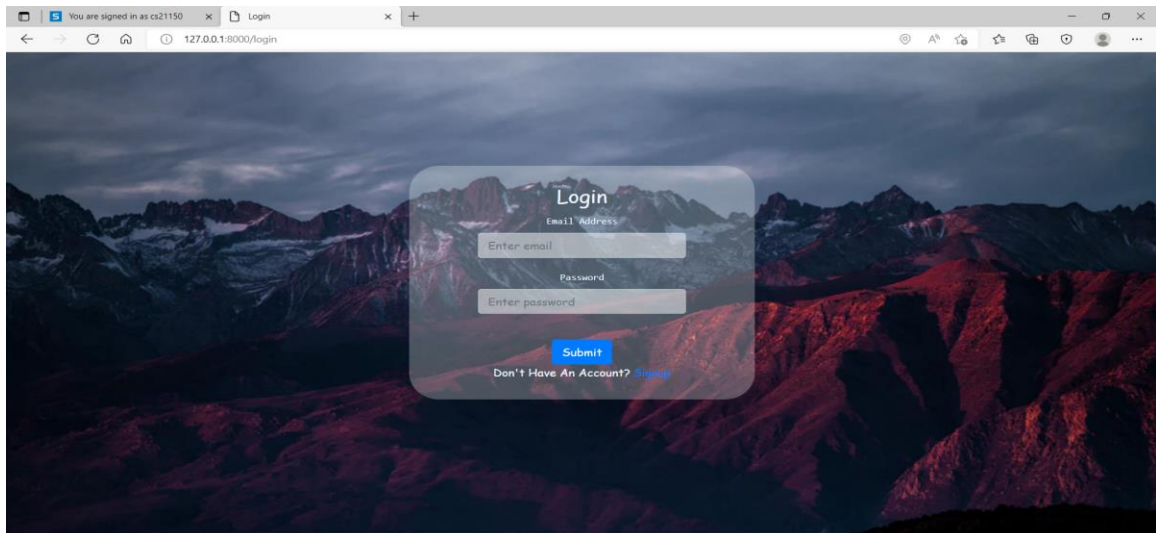 You are signed in as cs21150
Login
127.0.0.1:8000/login
Login
Email Address
Enter email
Password
Enter password
Submit
Don't Have An Account? Signup